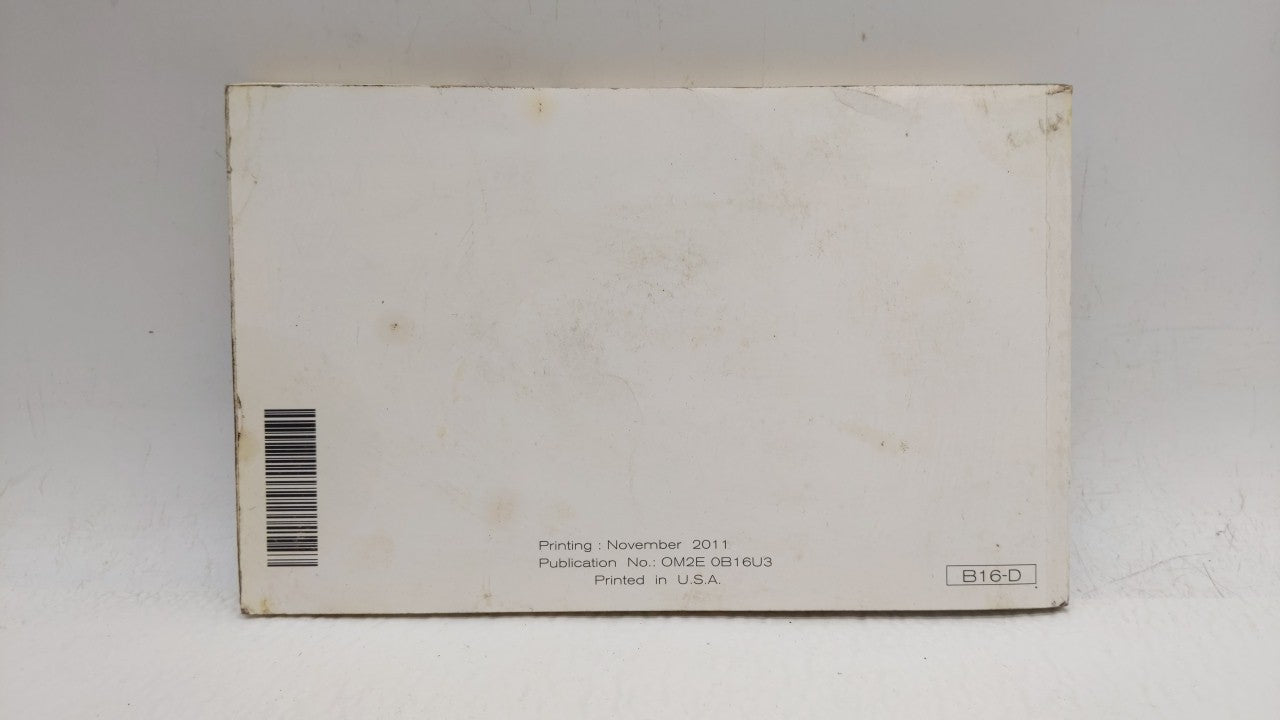 Printing : November 2011
Publication No.: OM2E 0B16U3
Printed in U.S.A.
B16-D